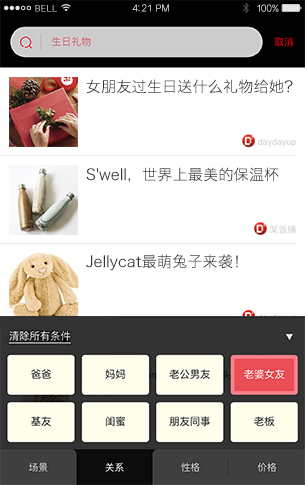 BELL 4:21 PM 100%
生日礼物 取消
女朋友过生日送什么礼物给她?
daydayup
S'well，世界上最美的保温杯
某饭桶
Jellycat最萌兔子来袭！
清除所有条件
爸爸 妈妈 老公男友 老婆女友
基友 闺蜜 朋友同事 老板
场景 关系 性格 价格